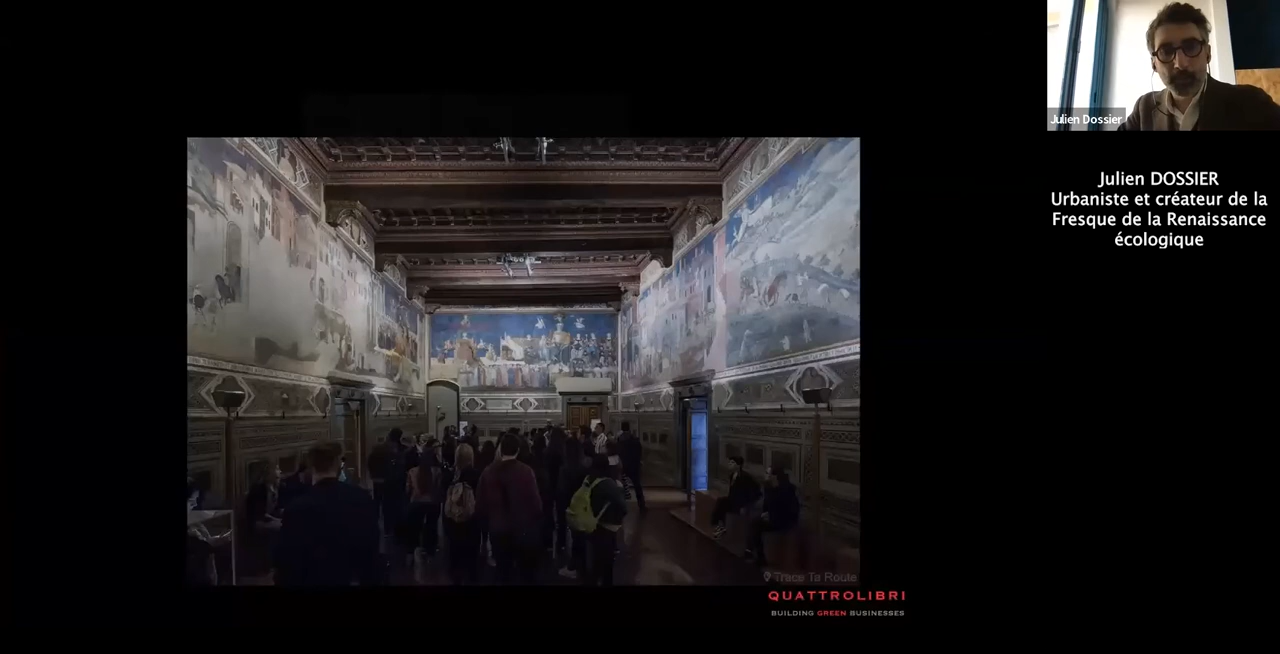 Julien Dossier
Julien DOSSIER
Urbaniste et créateur de la
Fresque de la Renaissance
écologique
Trace Ta Route
QUATTROLIBRI
BUILDING GREEN BUSINESSES